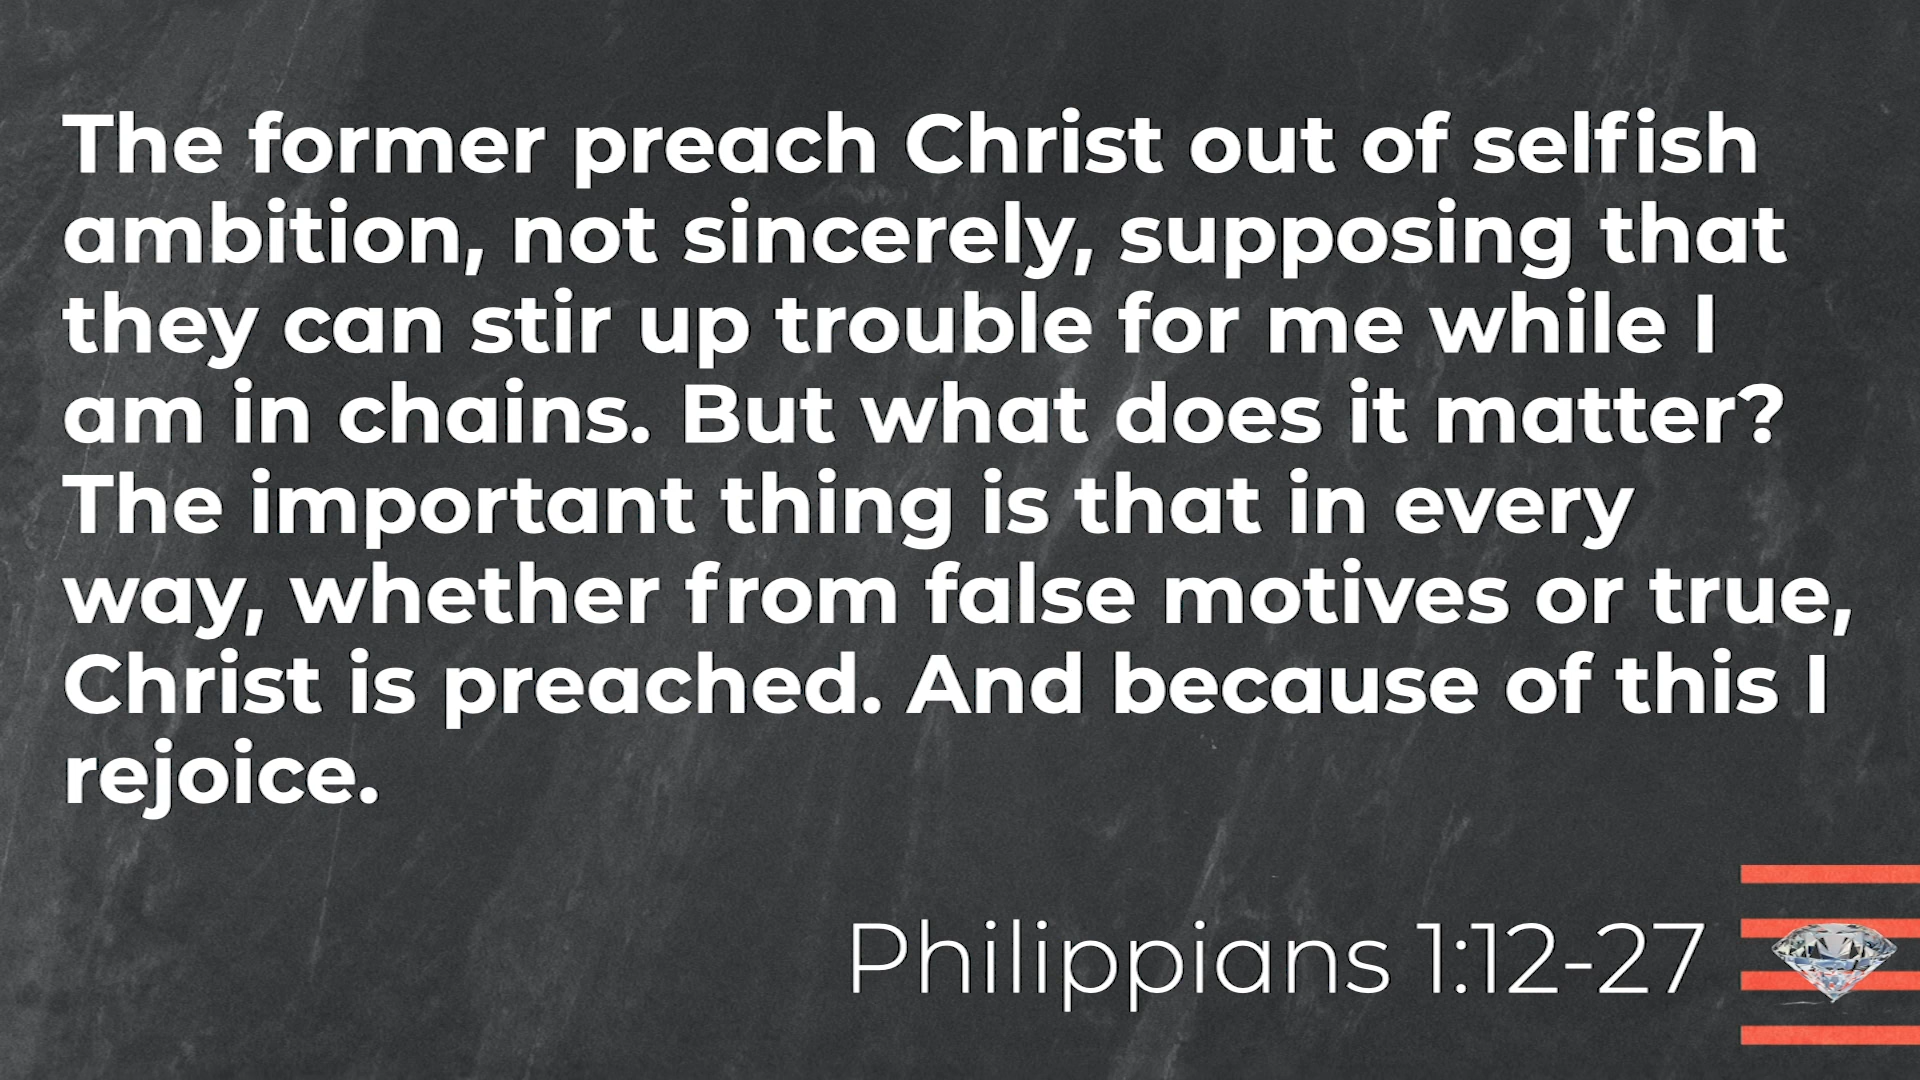 The former preach Christ out of selfish
ambition, not sincerely, supposing that
they can stir up trouble for me while I
am in chains. But what does it matter?
The important thing is that in every
way, whether from false motives or true,
Christ is preached. And because of this I
rejoice.
Philippians 1:12-27